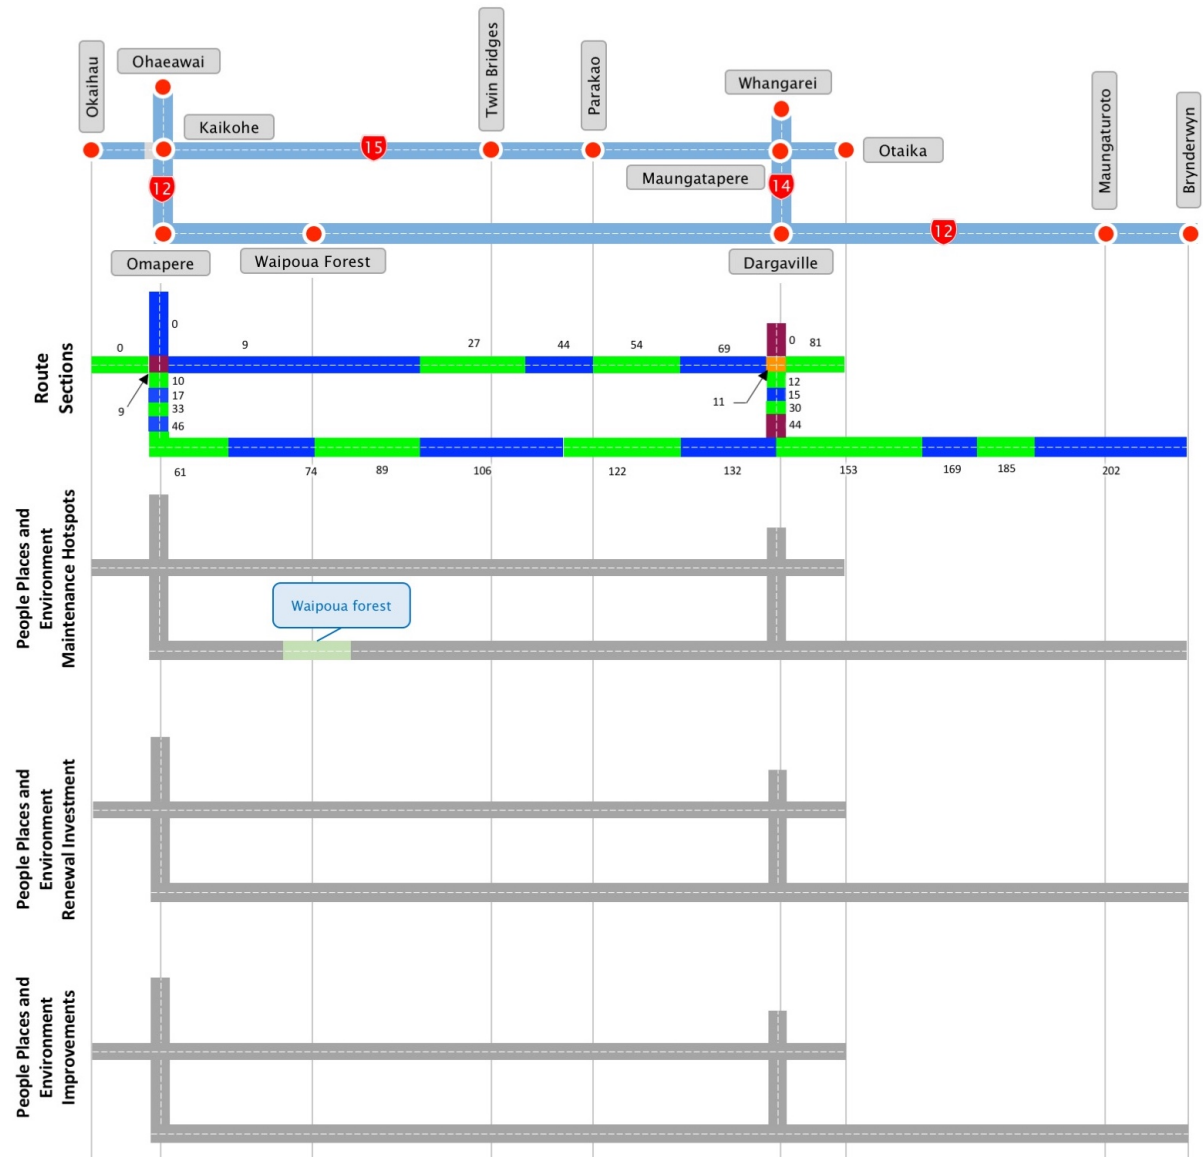 Okaihau
Ohaeawai
Kaikohe
Twin Bridges
Parakao
Whangarei
Maungatapere
Otaika
Maungaturoto
Brynderwyn
15
12
14
12
Omapere
Waipoua Forest
Dargaville
Route
Sections
0
0
9
27
44
54
69
0
81
9
10
17
33
46
11
12
15
30
44
61
74
89
106
122
132
153
169
185
202
People Places and
Environment
Maintenance Hotspots
Waipoua forest
People Places and
Environment
Renewal Investment
People Places and
Environment
Improvements